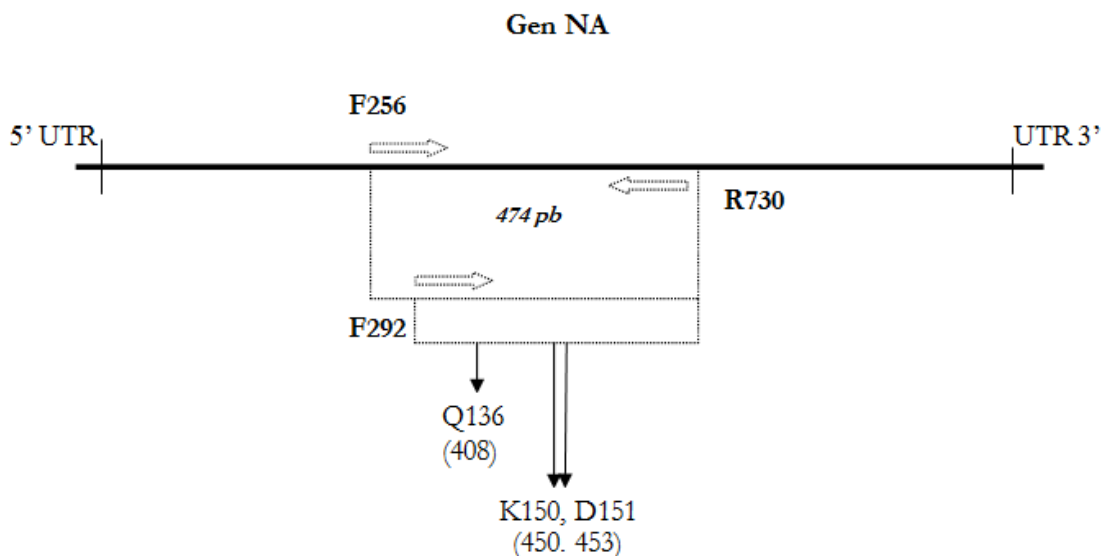 Gen NA
F256
5’ UTR
UTR 3’
R730
474 pb
F292
Q136
(408)
K150, D151
(450. 453)